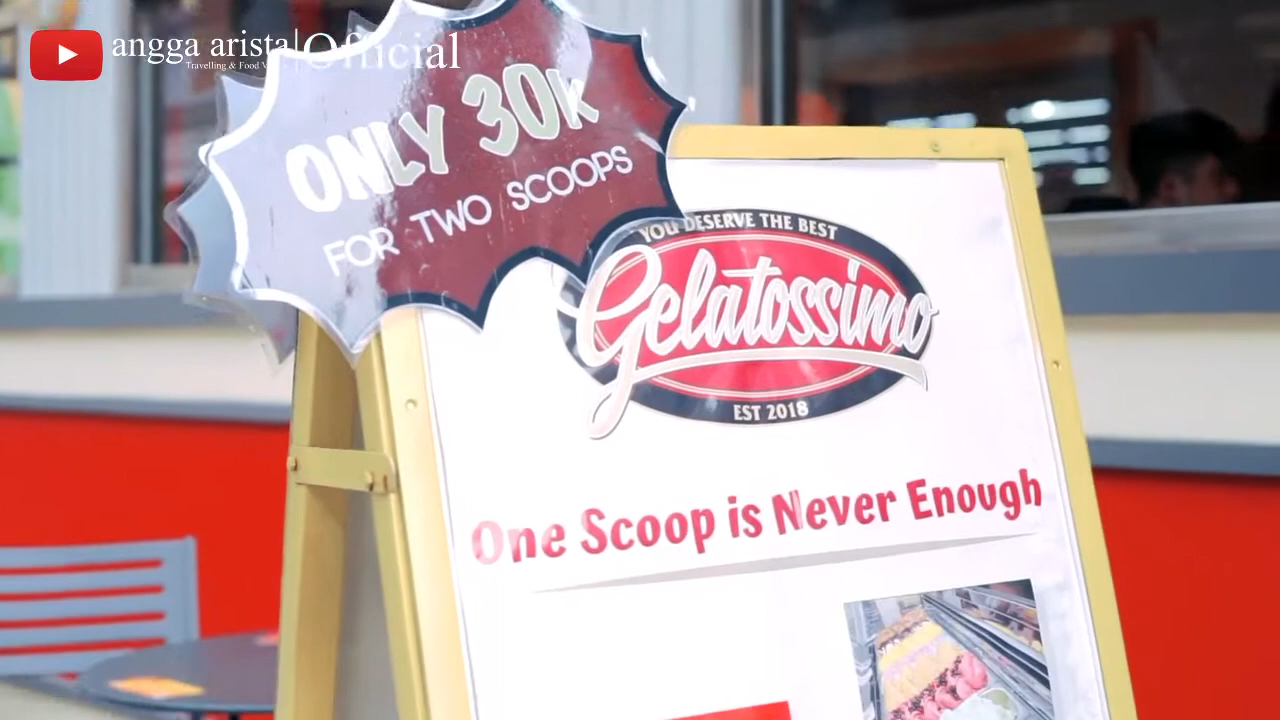 angga arista| Official
Travelling & Food
ONLY 30K
FOR TWO SCOOPS
YOU DESERVE THE BEST
Gelatossimo
EST 2018
One Scoop is Never Enough